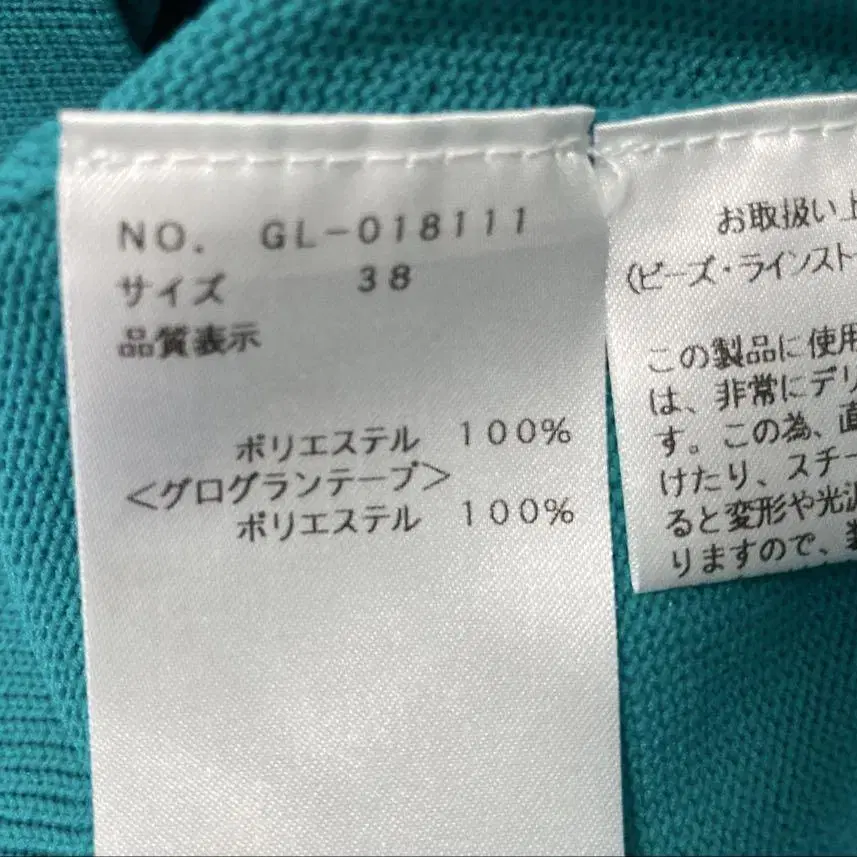 NO. GL-018111
サイズ 38
品質表示
ポリエステル 100%
<グログランテープ>
ポリエステル 100%
お取扱い上
(ビーズ・ラインスト
この製品に使用
は、非常にデリ
す。この為、直
けたり、スチー
ると変形や光沢
りますので、装